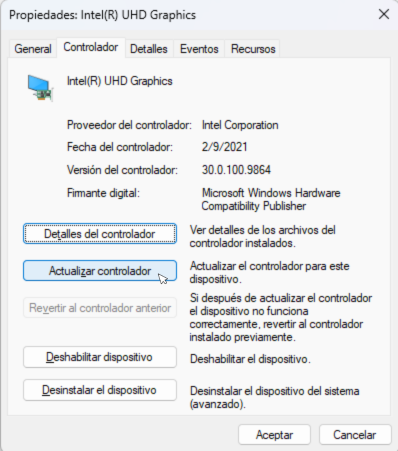 Propiedades: Intel(R) UHD Graphics
General Controlador Detalles Eventos Recursos
Intel(R) UHD Graphics
Proveedor del controlador: Intel Corporation
Fecha del controlador: 2/9/2021
Versión del controlador: 30.0.100.9864
Firmante digital: Microsoft Windows Hardware
Compatibility Publisher
Detalles del controlador
Ver detalles de los archivos del
controlador instalados.
Actualizar controlador
Actualizar el controlador para este
dispositivo.
Revertir al controlador anterior
Si después de actualizar el controlador
el dispositivo no funciona
correctamente, revertir al controlador
instalado previamente.
Deshabilitar dispositivo
Deshabilitar el dispositivo.
Desinstalar el dispositivo
Desinstalar el dispositivo del sistema
(avanzado).
Aceptar Cancelar